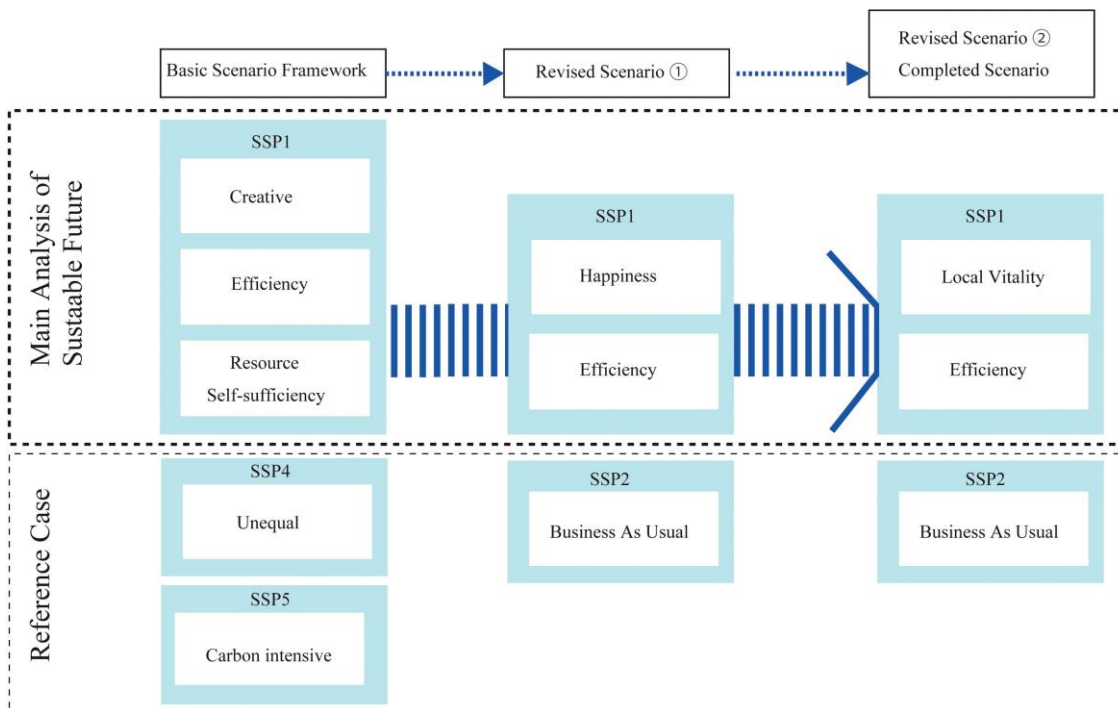 Basic Scenario Framework
Revised Scenario ①
Revised Scenario ②
Completed Scenario
Main Analysis of
Sustaable Future
SSP1
Creative
Efficiency
Resource
Self-sufficiency
SSP1
Happiness
Efficiency
SSP1
Local Vitality
Efficiency
Reference Case
SSP4
Unequal
SSP5
Carbon intensive
SSP2
Business As Usual
SSP2
Business As Usual